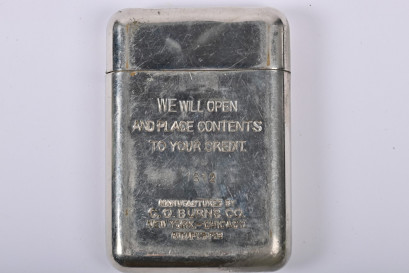 WE WILL OPEN
AND PLACE CONTENTS
TO YOUR CREDIT.
MANUFACTURED BY
C. O. BURNS CO.
NEW YORK. CHICAGO